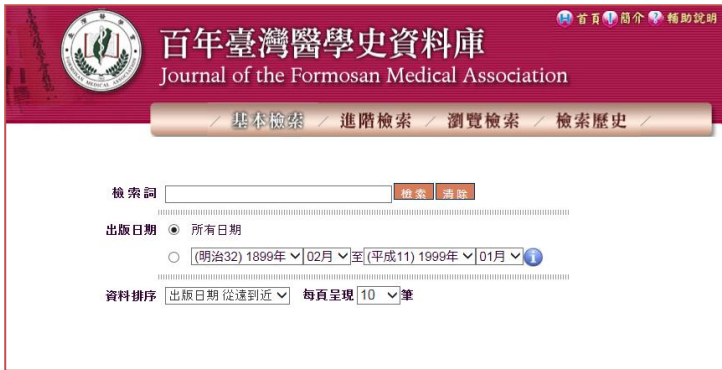 首頁 簡介 輔助說明
百年臺灣醫學史資料庫
Journal of the Formosan Medical Association
/ 基本檢索 / 進階檢索 / 瀏覽檢索 / 檢索歷史 /
檢索詞 檢索 清除
出版日期 所有日期
(明治32) 1899年 02月 至 (平成11) 1999年 01月
資料排序 出版日期 從遠到近 每頁呈現 10 筆